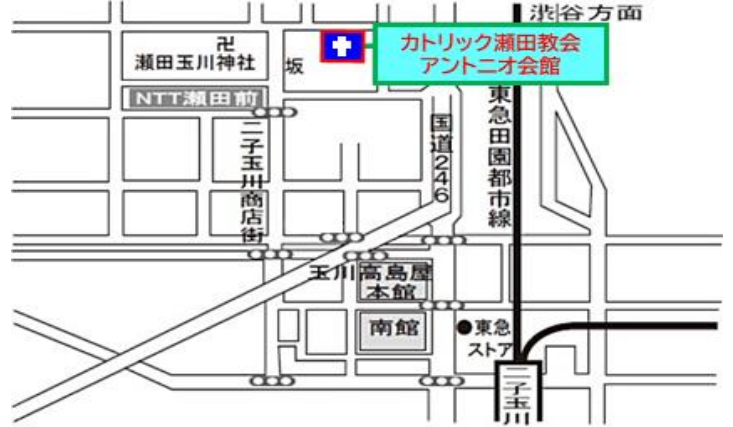 渋谷方面
カトリック瀬田教会
アントニオ会館
卍
瀬田玉川神社
坂
NTT瀬田前
二子玉川商店街
国道246
東急田園都市線
玉川高島屋
本館
南館
●東急
ストア
二子玉川